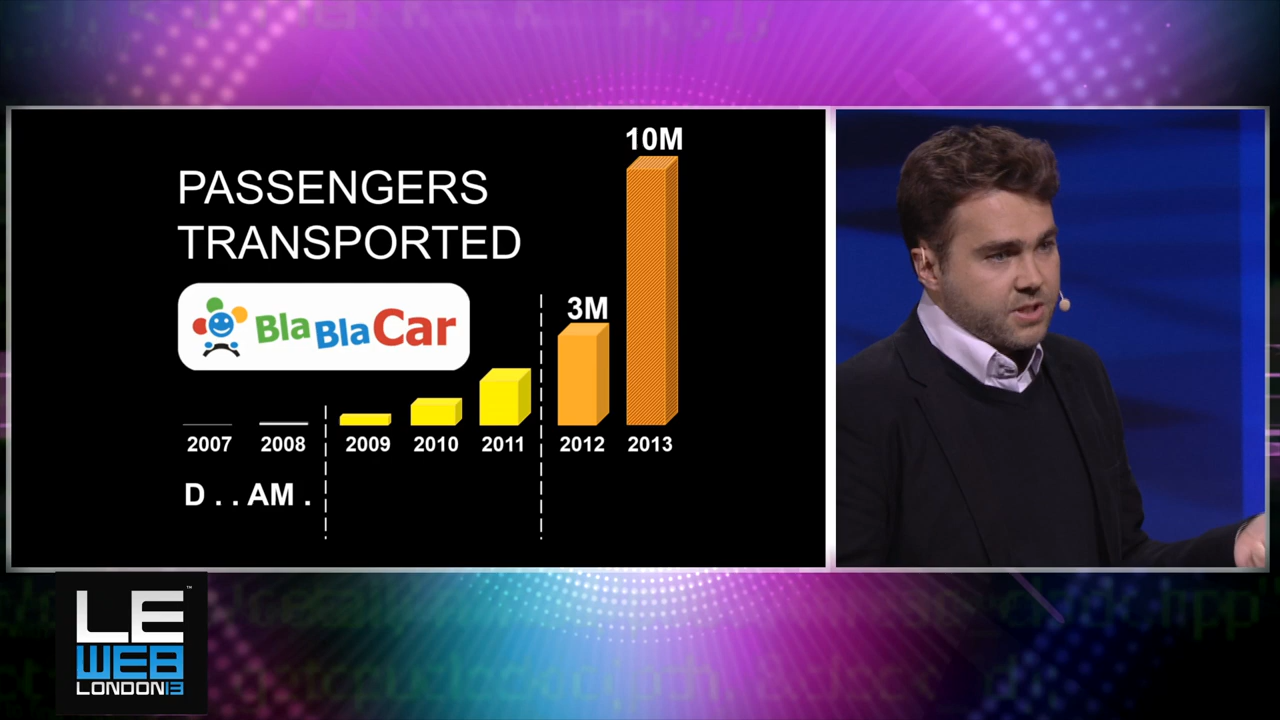 PASSENGERS
TRANSPORTED
BlaBlaCar
10M
3M
2007 2008 2009 2010 2011 2012 2013
D . . AM .
LE
WEB
LONDON13